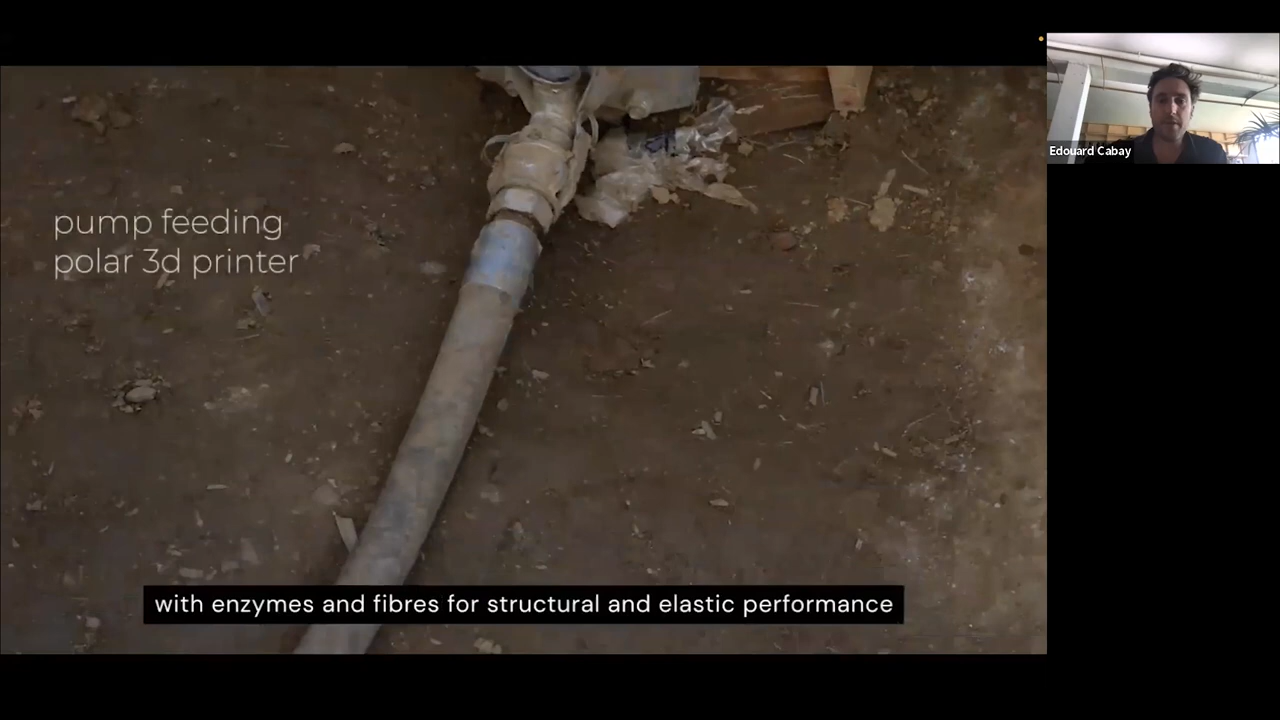 pump feeding
polar 3d printer
Edouard Cabay
with enzymes and fibres for structural and elastic performance